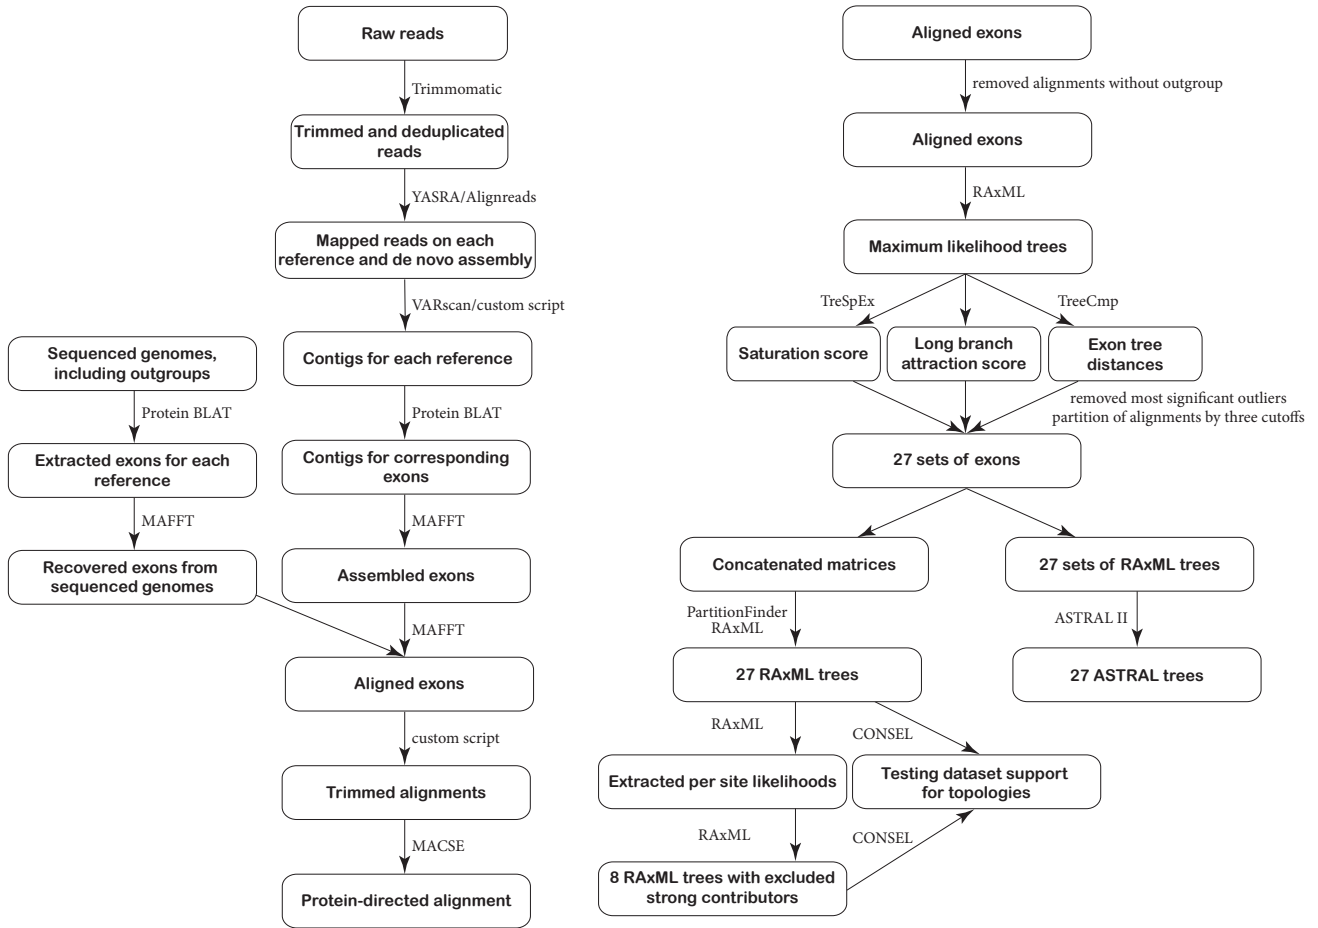 Raw reads
Trimmomatic
Trimmed and deduplicated
reads
YASRA/Alignreads
Mapped reads on each
reference and de novo assembly
VARscan/custom script
Contigs for each reference
Protein BLAT
Contigs for corresponding
exons
MAFFT
Assembled exons
MAFFT
Sequenced genomes,
including outgroups
Protein BLAT
Extracted exons for each
reference
MAFFT
Recovered exons from
sequenced genomes
Aligned exons
custom script
Trimmed alignments
MACSE
Protein-directed alignment
Aligned exons
removed alignments without outgroup
Aligned exons
RAxML
Maximum likelihood trees
TreSpEx
TreeCmp
Saturation score
Long branch
attraction score
Exon tree
distances
removed most significant outliers
partition of alignments by three cutoffs
27 sets of exons
Concatenated matrices
27 sets of RAxML trees
PartitionFinder
RAxML
ASTRAL II
27 RAxML trees
27 ASTRAL trees
RAxML
CONSEL
Extracted per site likelihoods
Testing dataset support
for topologies
RAxML
CONSEL
8 RAxML trees with excluded
strong contributors